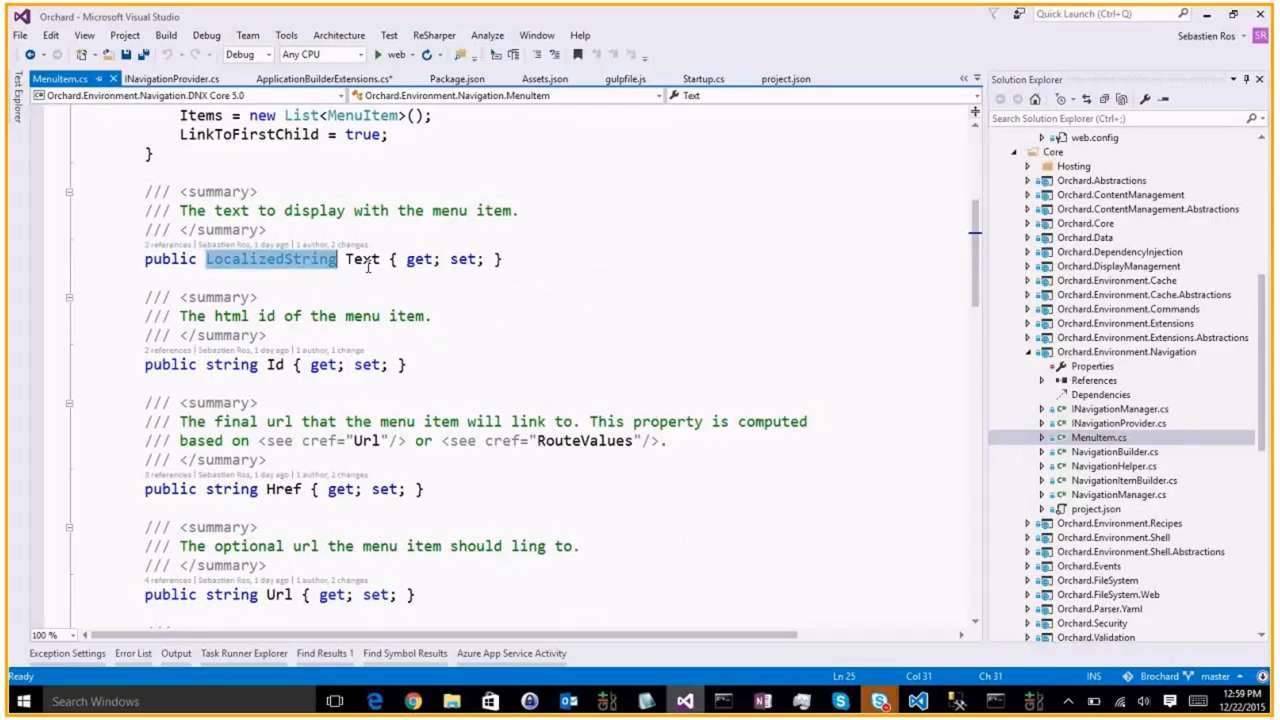 Orchard - Microsoft Visual Studio
Quick Launch (Ctrl+Q)
File Edit View Project Build Debug Team Tools Architecture Test ReSharper Analyze Window Help
Sebastien Ros SR
Debug Any CPU web
Test Explorer
MenuItem.cs INavigationProvider.cs ApplicationBuilderExtensions.cs* Package.json Assets.json gulpfile.js Startup.cs project.json
Orchard.Environment.Navigation.DNX Core 5.0 Orchard.Environment.Navigation.MenuItem Text
Items = new List<MenuItem>();
LinkToFirstChild = true;
}
/// <summary>
/// The text to display with the menu item.
/// </summary>
2 references | Sebastien Ros, 1 day ago | 1 author, 2 changes
public LocalizedString Text { get; set; }
/// <summary>
/// The html id of the menu item.
/// </summary>
2 references | Sebastien Ros, 1 day ago | 1 author, 1 change
public string Id { get; set; }
/// <summary>
/// The final url that the menu item will link to. This property is computed
/// based on <see cref="Url"/> or <see cref="RouteValues"/>.
/// </summary>
3 references | Sebastien Ros, 1 day ago | 1 author, 2 changes
public string Href { get; set; }
/// <summary>
/// The optional url the menu item should ling to.
/// </summary>
4 references | Sebastien Ros, 1 day ago | 1 author, 2 changes
public string Url { get; set; }
100 %
Solution Explorer
Search Solution Explorer (Ctrl+;)
web.config
Core
Hosting
Orchard.Abstractions
Orchard.ContentManagement
Orchard.ContentManagement.Abstractions
Orchard.Core
Orchard.Data
Orchard.DependencyInjection
Orchard.DisplayManagement
Orchard.Environment.Cache
Orchard.Environment.Cache.Abstractions
Orchard.Environment.Commands
Orchard.Environment.Extensions
Orchard.Environment.Extensions.Abstractions
Orchard.Environment.Navigation
Properties
References
Dependencies
INavigationManager.cs
INavigationProvider.cs
MenuItem.cs
NavigationBuilder.cs
NavigationHelper.cs
NavigationItemBuilder.cs
NavigationManager.cs
project.json
Orchard.Environment.Recipes
Orchard.Environment.Shell
Orchard.Environment.Shell.Abstractions
Orchard.Events
Orchard.FileSystem
Orchard.FileSystem.Web
Orchard.Parser.Yaml
Orchard.Security
Orchard.Validation
Exception Settings Error List Output Task Runner Explorer Find Results 1 Find Symbol Results Azure App Service Activity
Ready Ln 25 Col 31 Ch 31 INS Brochard master
Search Windows
12:59 PM
12/22/2015